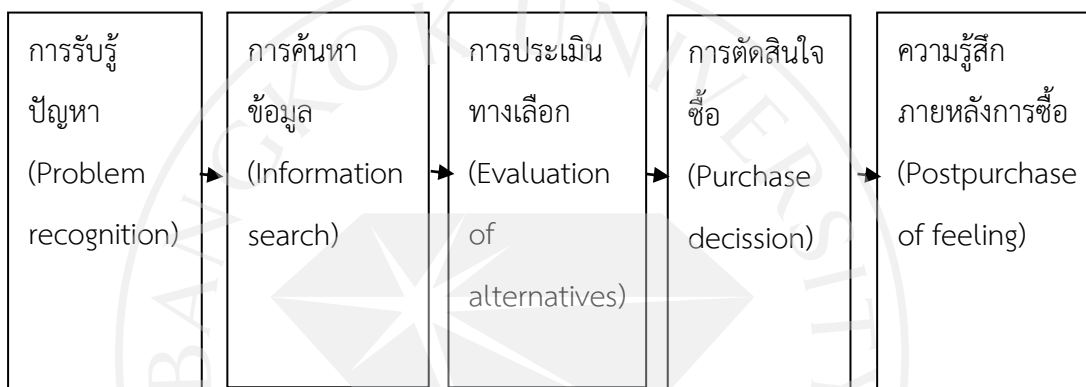 การรับรู้
ปัญหา
(Problem
recognition)
การค้นหา
ข้อมูล
(Information
search)
การประเมิน
ทางเลือก
(Evaluation
of
alternatives)
การตัดสินใจ
ซื้อ
(Purchase
decission)
ความรู้สึก
ภายหลังการซื้อ
(Postpurchase
of feeling)
BANGKOK UNIVERSITY